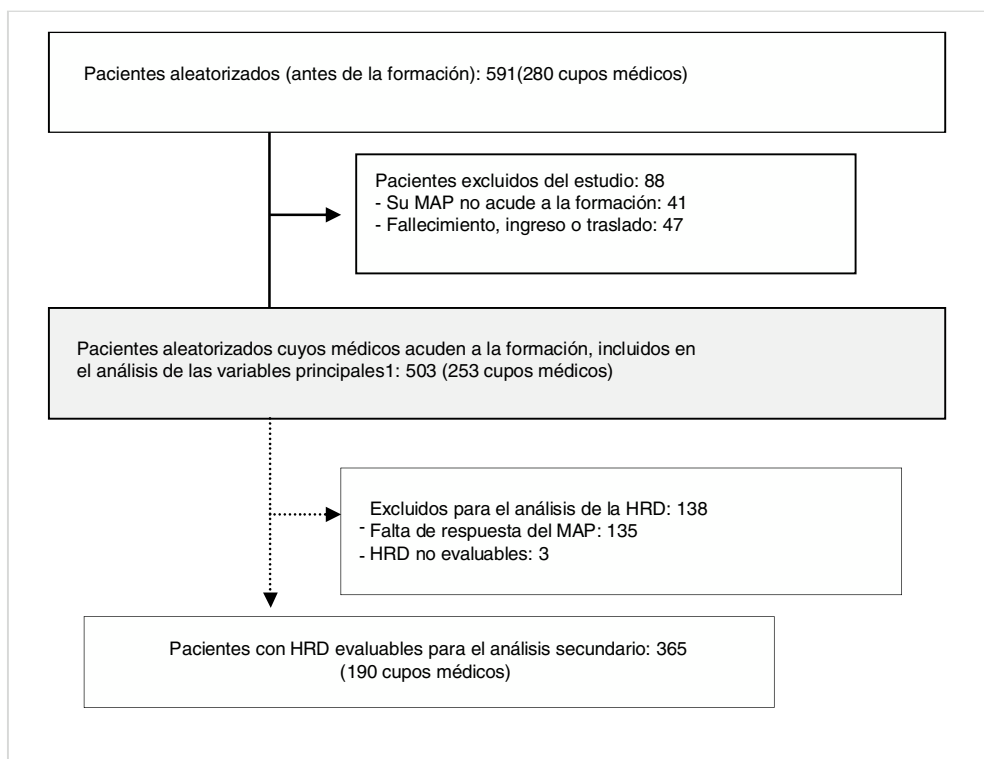 Pacientes aleatorizados (antes de la formación): 591(280 cupos médicos)
Pacientes excluidos del estudio: 88
- Su MAP no acude a la formación: 41
- Fallecimiento, ingreso o traslado: 47
Pacientes aleatorizados cuyos médicos acuden a la formación, incluidos en
el análisis de las variables principales1: 503 (253 cupos médicos)
Excluidos para el análisis de la HRD: 138
- Falta de respuesta del MAP: 135
- HRD no evaluables: 3
Pacientes con HRD evaluables para el análisis secundario: 365
(190 cupos médicos)